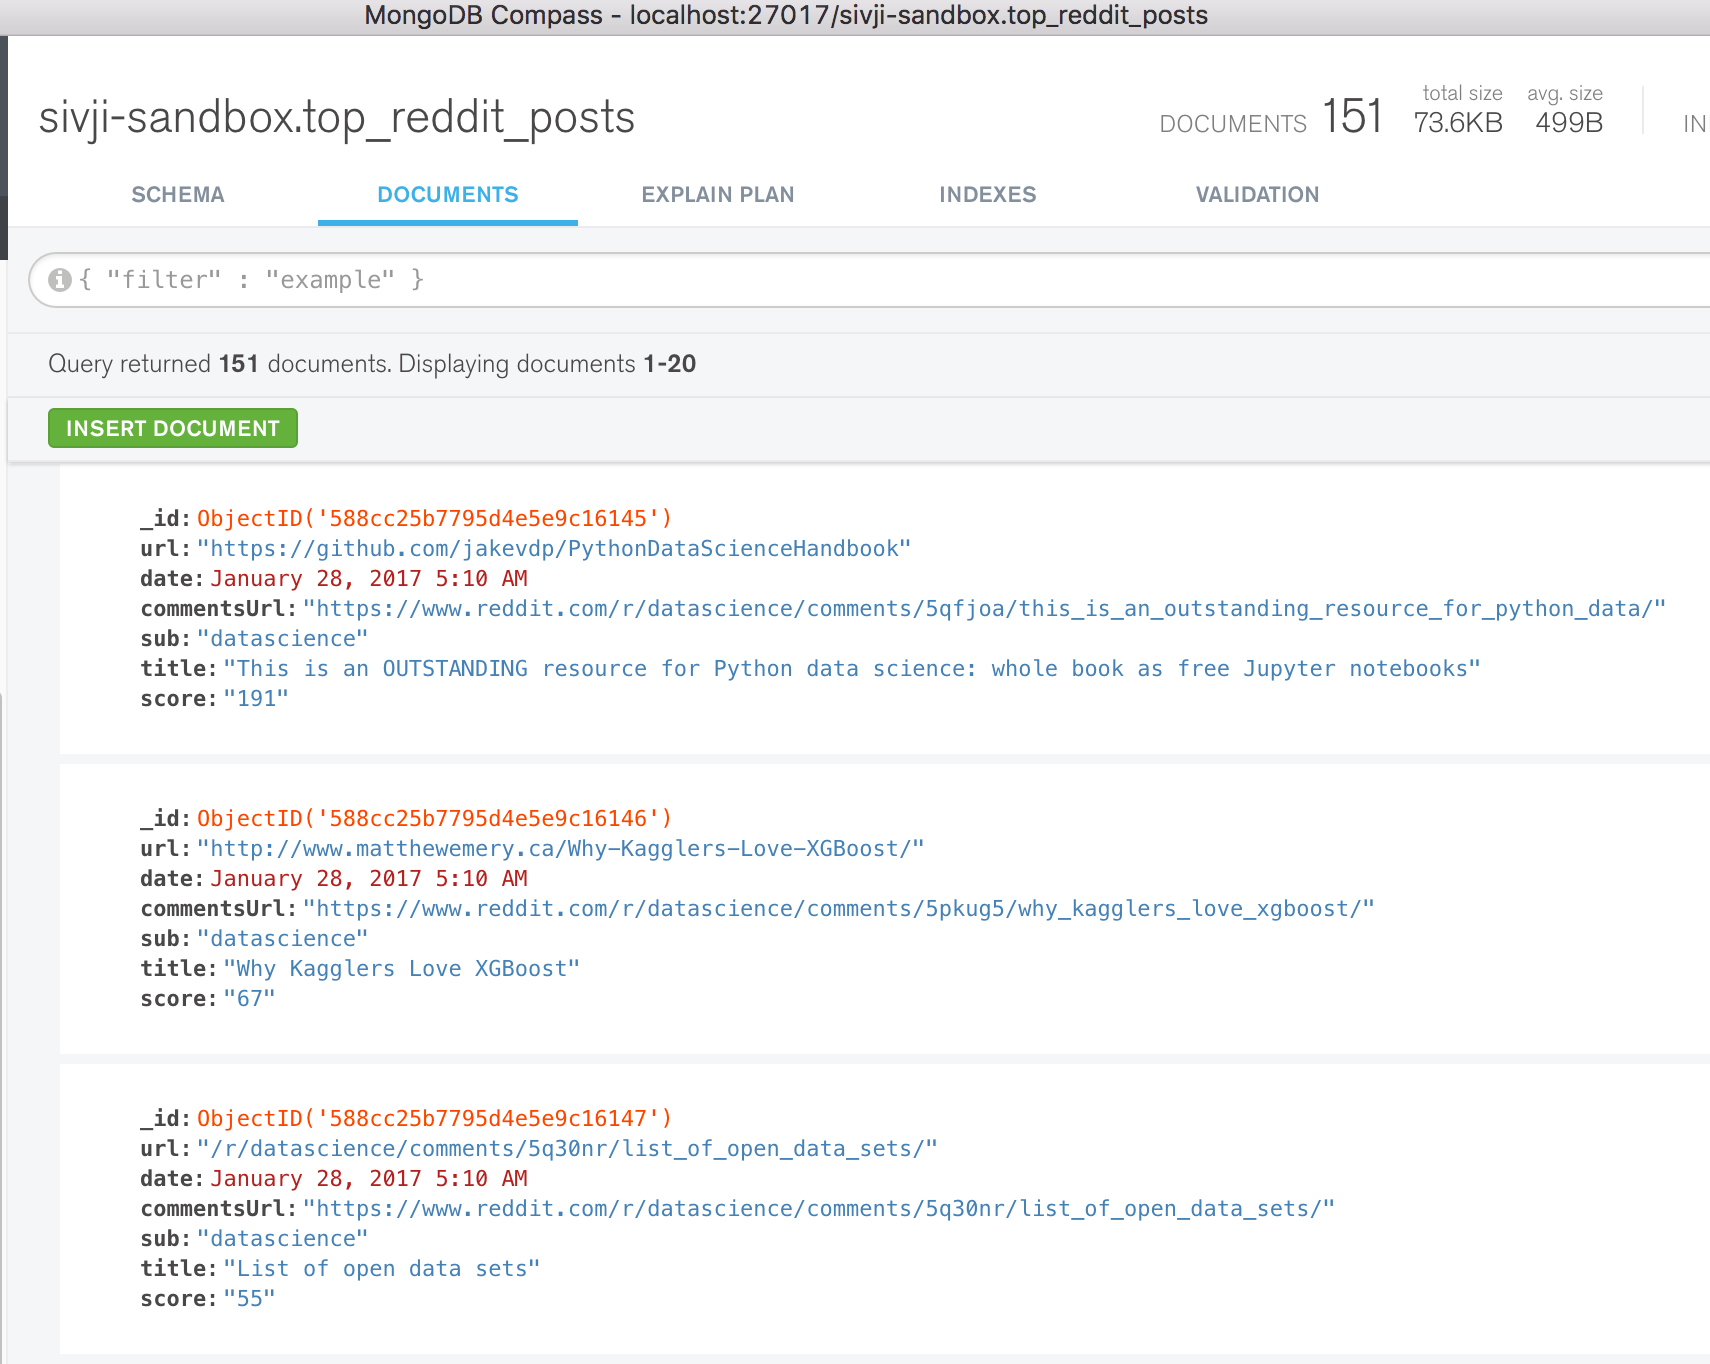 MongoDB Compass - localhost:27017/sivji-sandbox.top_reddit_posts
sivji-sandbox.top_reddit_posts
DOCUMENTS 151
total size
73.6KB
avg. size
499B
IN
SCHEMA DOCUMENTS EXPLAIN PLAN INDEXES VALIDATION
{ "filter" : "example" }
Query returned 151 documents. Displaying documents 1-20
INSERT DOCUMENT
_id: ObjectID('588cc25b7795d4e5e9c16145')
url: "https://github.com/jakevdp/PythonDataScienceHandbook"
date: January 28, 2017 5:10 AM
commentsUrl: "https://www.reddit.com/r/datascience/comments/5qfjoa/this_is_an_outstanding_resource_for_python_data/"
sub: "datascience"
title: "This is an OUTSTANDING resource for Python data science: whole book as free Jupyter notebooks"
score: "191"
_id: ObjectID('588cc25b7795d4e5e9c16146')
url: "http://www.matthewemery.ca/Why-Kagglers-Love-XGBoost/"
date: January 28, 2017 5:10 AM
commentsUrl: "https://www.reddit.com/r/datascience/comments/5pkug5/why_kagglers_love_xgboost/"
sub: "datascience"
title: "Why Kagglers Love XGBoost"
score: "67"
_id: ObjectID('588cc25b7795d4e5e9c16147')
url: "/r/datascience/comments/5q30nr/list_of_open_data_sets/"
date: January 28, 2017 5:10 AM
commentsUrl: "https://www.reddit.com/r/datascience/comments/5q30nr/list_of_open_data_sets/"
sub: "datascience"
title: "List of open data sets"
score: "55"